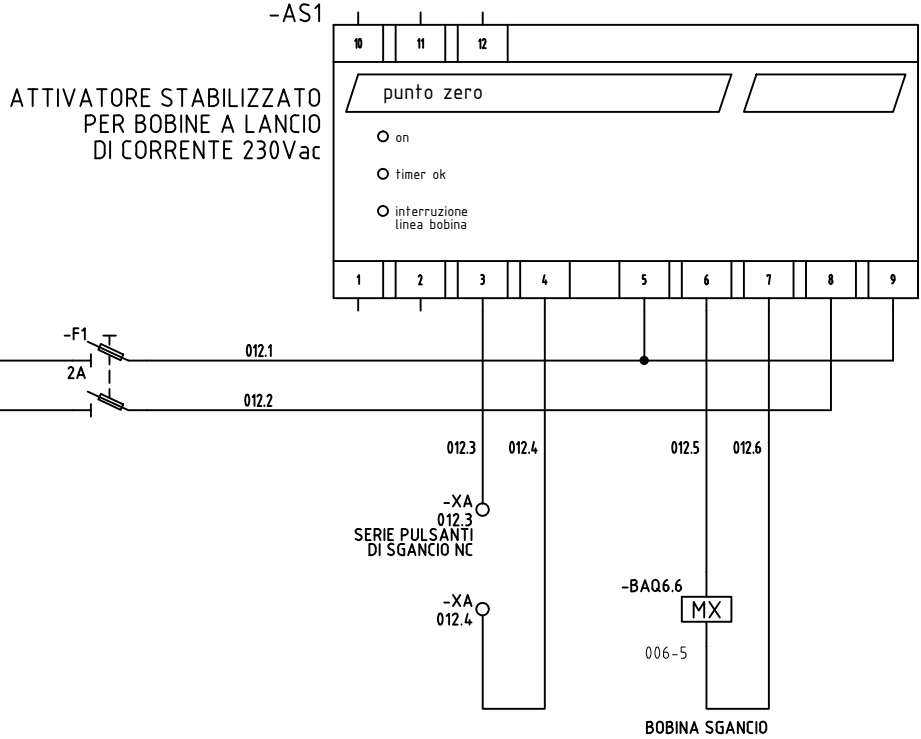 -AS1
10 11 12
ATTIVATORE STABILIZZATO
PER BOBINE A LANCIO
DI CORRENTE 230Vac
punto zero
on
timer ok
interruzione
linea bobina
1 2 3 4 5 6 7 8 9
-F1
2A
012.1
012.2
012.3 012.4 012.5 012.6
-XA
012.3
SERIE PULSANTI
DI SGANCIO NC
-XA
012.4
-BAQ6.6
MX
006-5
BOBINA SGANCIO